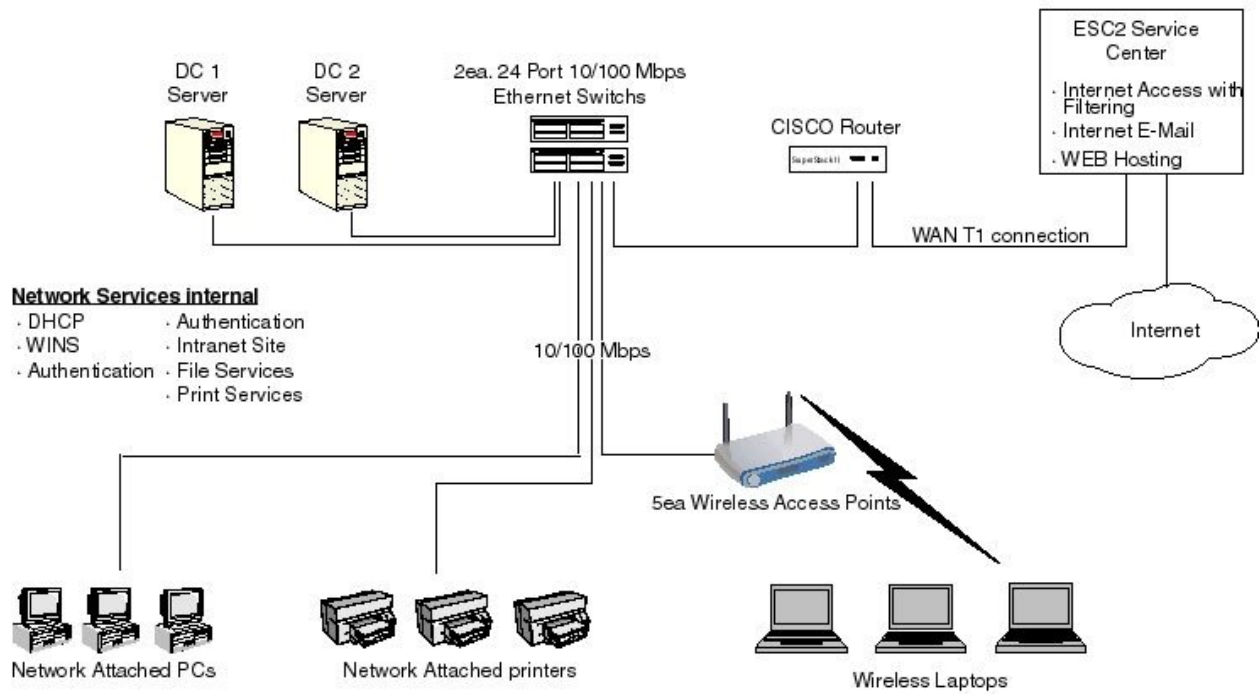 DC 1
Server
DC 2
Server
2ea. 24 Port 10/100 Mbps
Ethernet Switchs
CISCO Router
SuperStack II
ESC2 Service
Center
· Internet Access with
Filtering
· Internet E-Mail
· WEB Hosting
WAN T1 connection
Internet
Network Services internal
· DHCP
· WINS
· Authentication
· Authentication
· Intranet Site
· File Services
· Print Services
10/100 Mbps
5ea Wireless Access Points
Network Attached PCs
Network Attached printers
Wireless Laptops